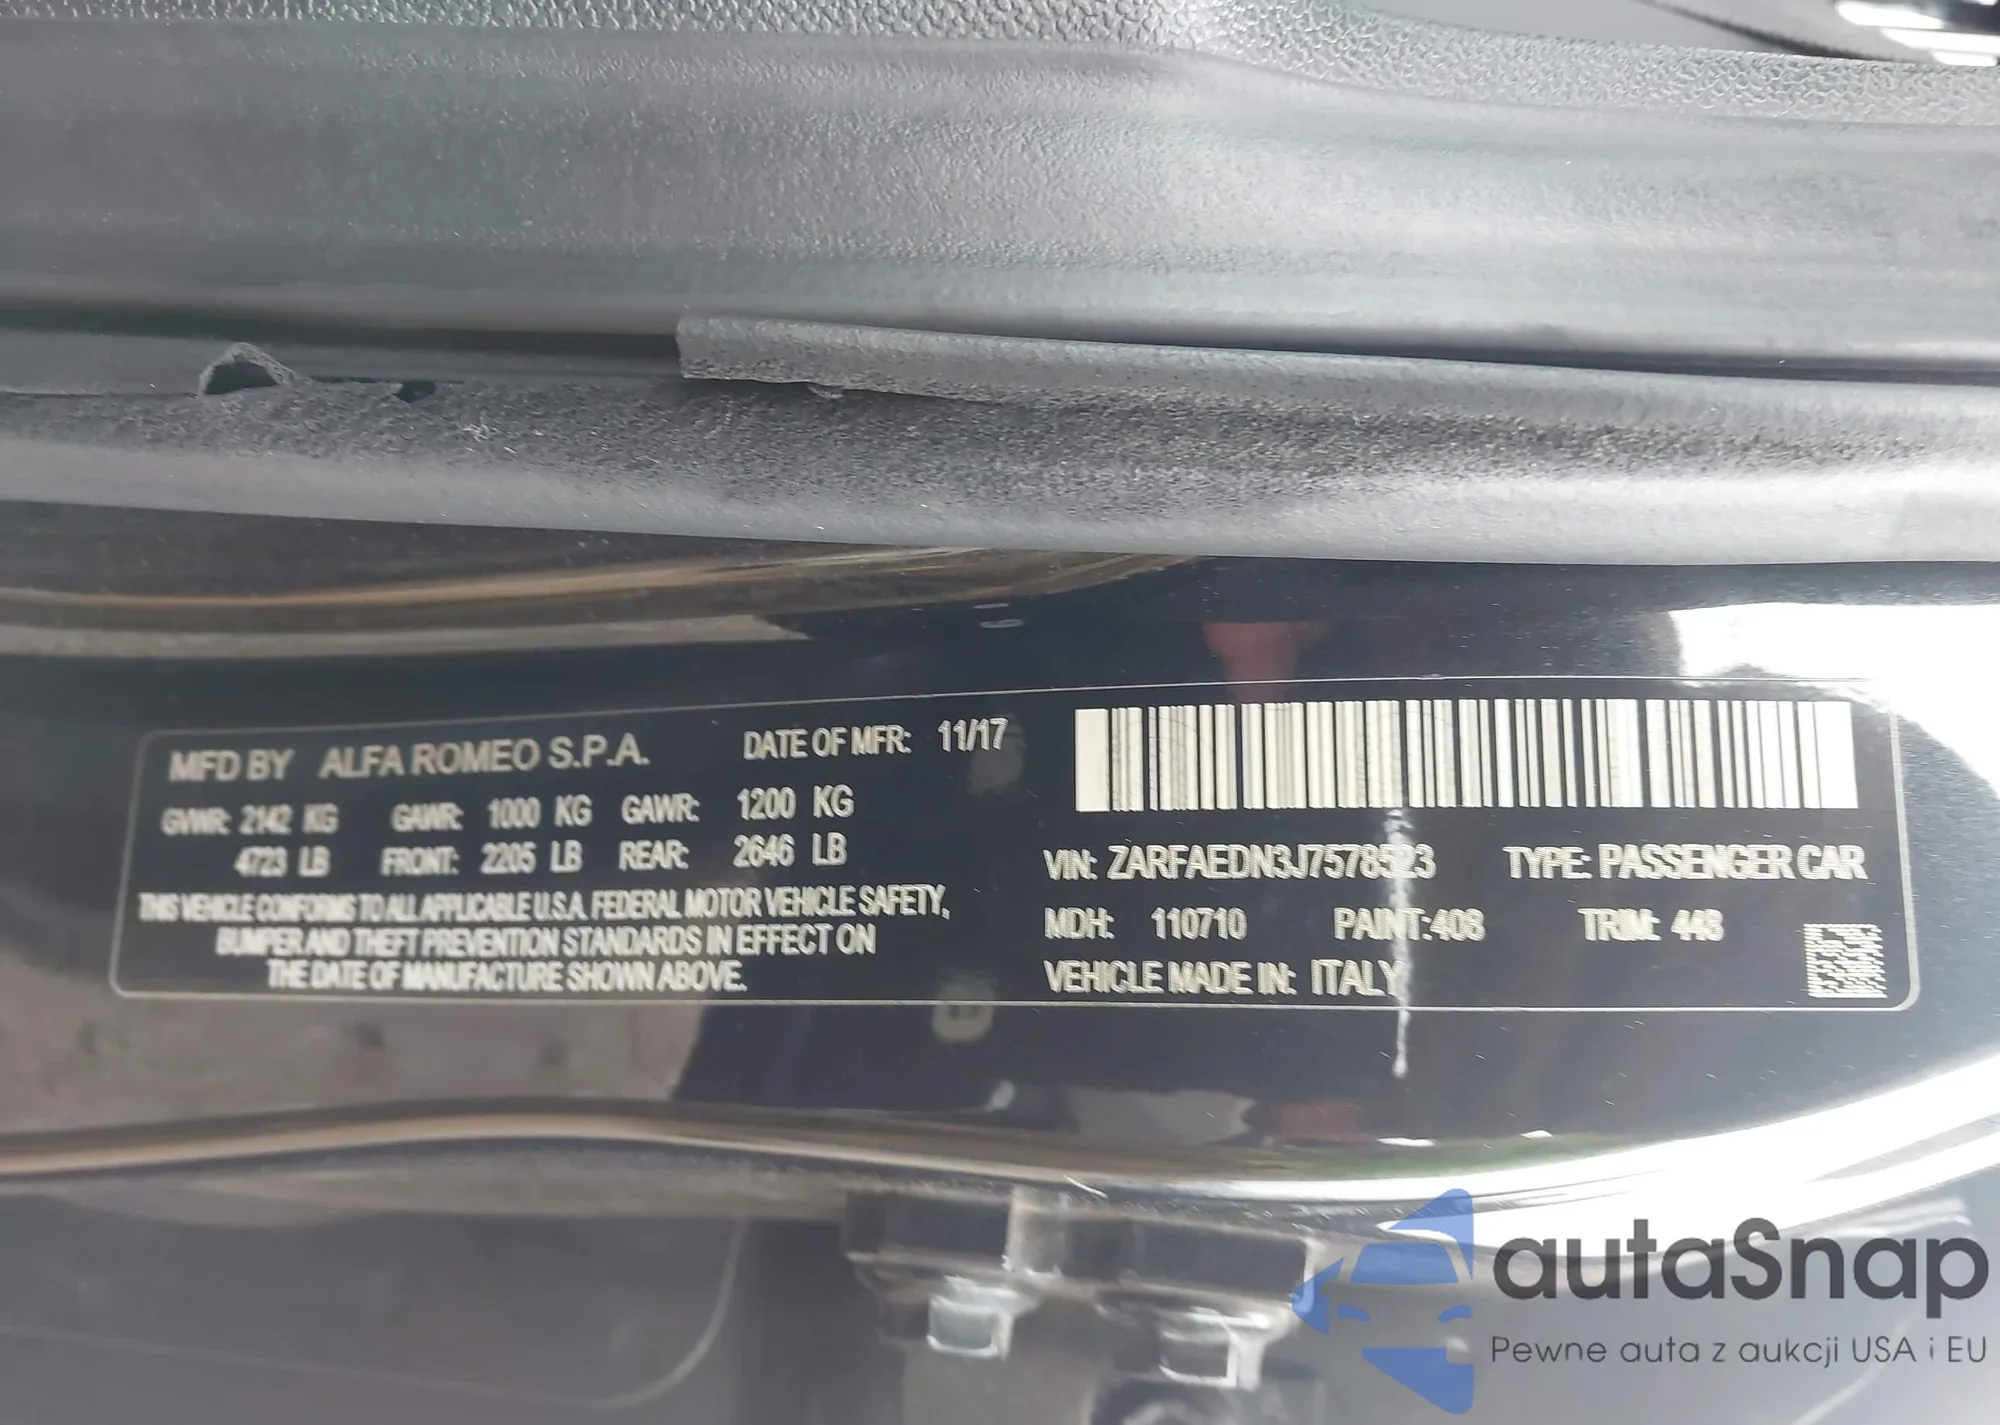 MFD BY ALFA ROMEO S.P.A. DATE OF MFR: 11/17
GVWR: 2142 KG GAWR: 1000 KG GAWR: 1200 KG
4723 LB FRONT: 2205 LB REAR: 2646 LB
THIS VEHICLE CONFORMS TO ALL APPLICABLE U.S.A. FEDERAL MOTOR VEHICLE SAFETY,
BUMPER AND THEFT PREVENTION STANDARDS IN EFFECT ON
THE DATE OF MANUFACTURE SHOWN ABOVE.
VIN: ZARFAEDN3J7578523 TYPE: PASSENGER CAR
MDH: 110710 PAINT: 408 TRIM: 448
VEHICLE MADE IN: ITALY
autaSnap
Pewne auta z aukcji USA i EU